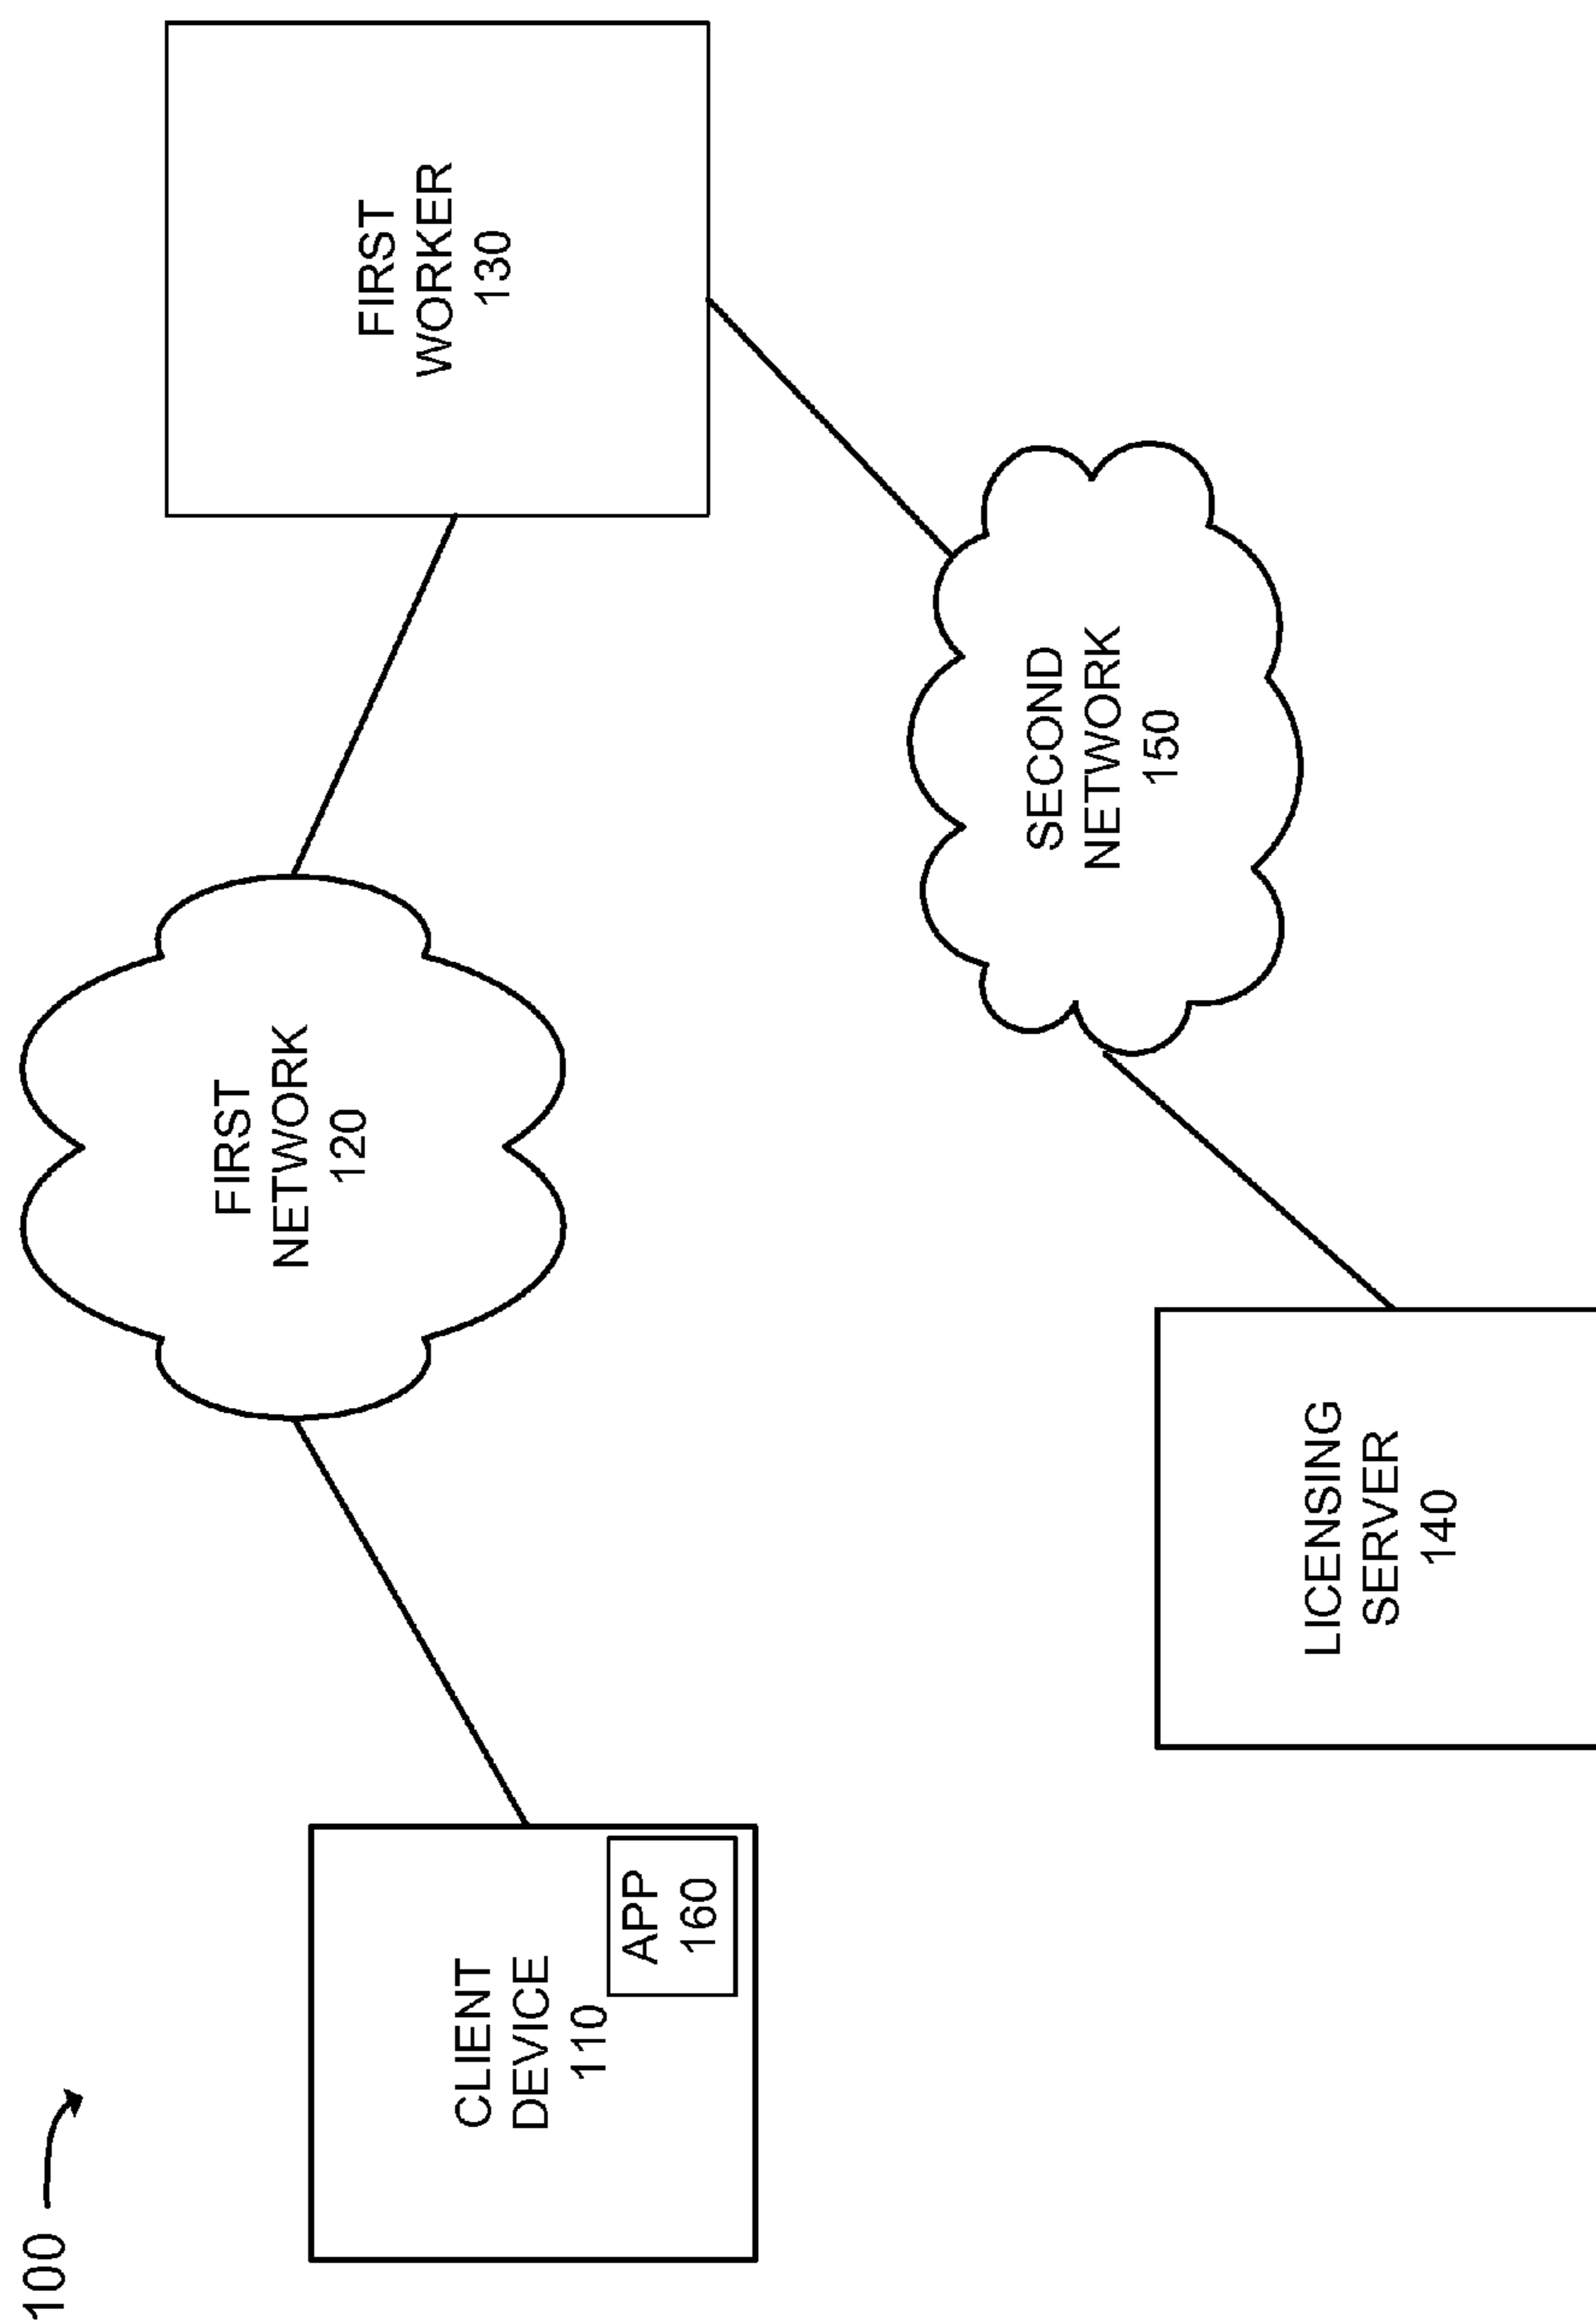 100
CLIENT
DEVICE
110
APP
160
FIRST
NETWORK
120
FIRST
WORKER
130
SECOND
NETWORK
150
LICENSING
SERVER
140